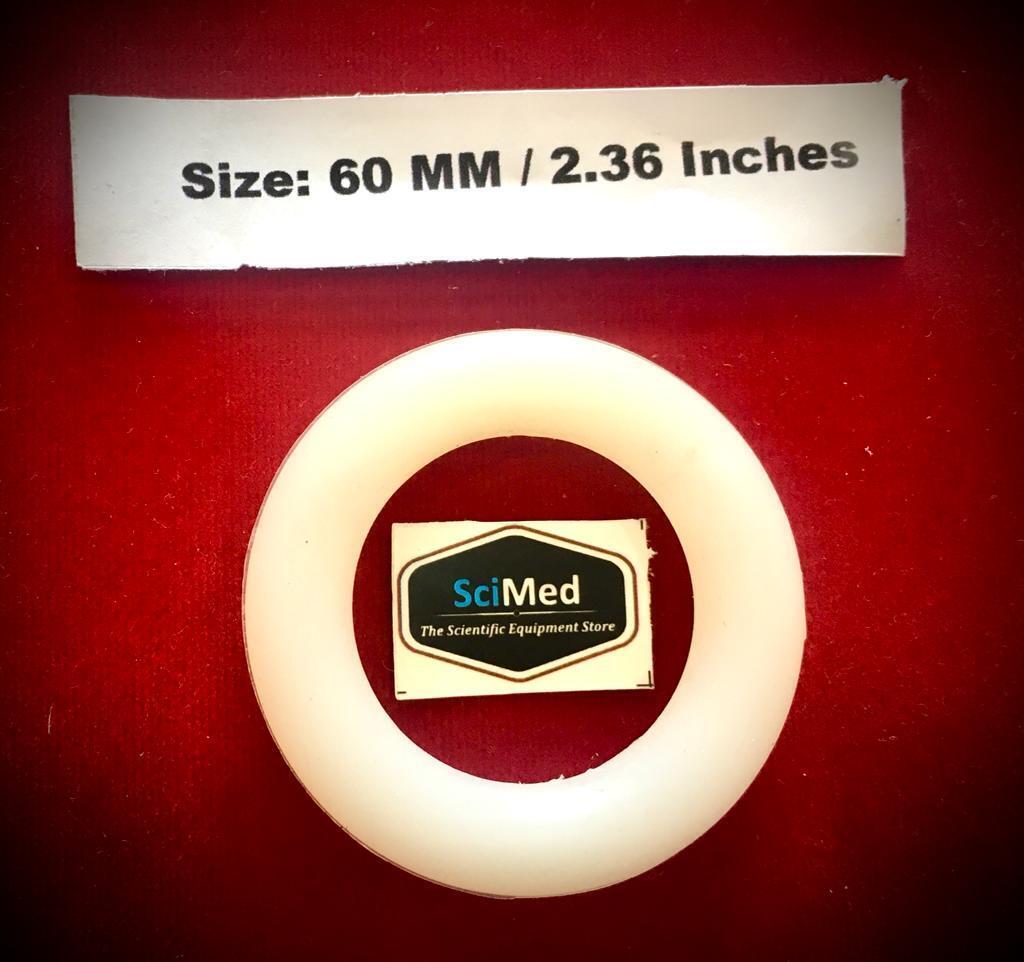 Size: 60 MM / 2.36 Inches
SciMed
The Scientific Equipment Store